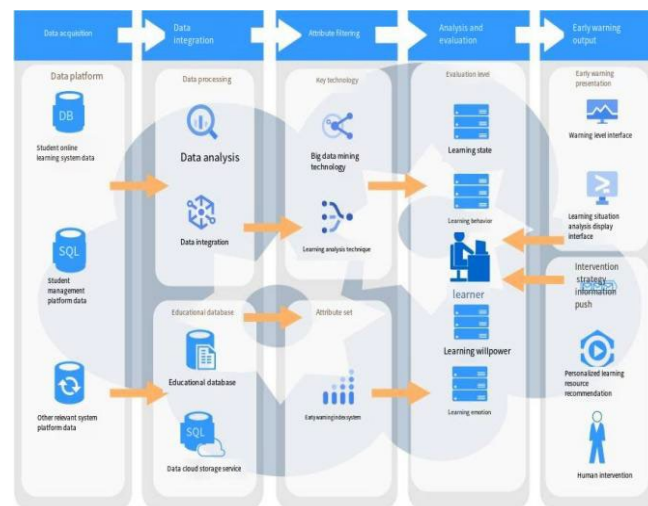 Data acquisition
Data
integration
Attribute filtering
Analysis and
evaluation
Early warning
output
Data platform
DB
Student online
learning system data
SQL
Student
management
platform data
Other relevant system
platform data
Data processing
Data analysis
Data integration
Educational database
Educational database
SQL
Data cloud storage service
Key technology
Big data mining
technology
Learning analysis technique
Attribute set
Early warning index system
Evaluation level
Learning state
Learning behavior
learner
Learning willpower
Learning emotion
Early warning
presentation
Warning level interface
Learning situation
analysis display
interface
Intervention
strategy
information
push
Personalized learning
resource
recommendation
Human intervention